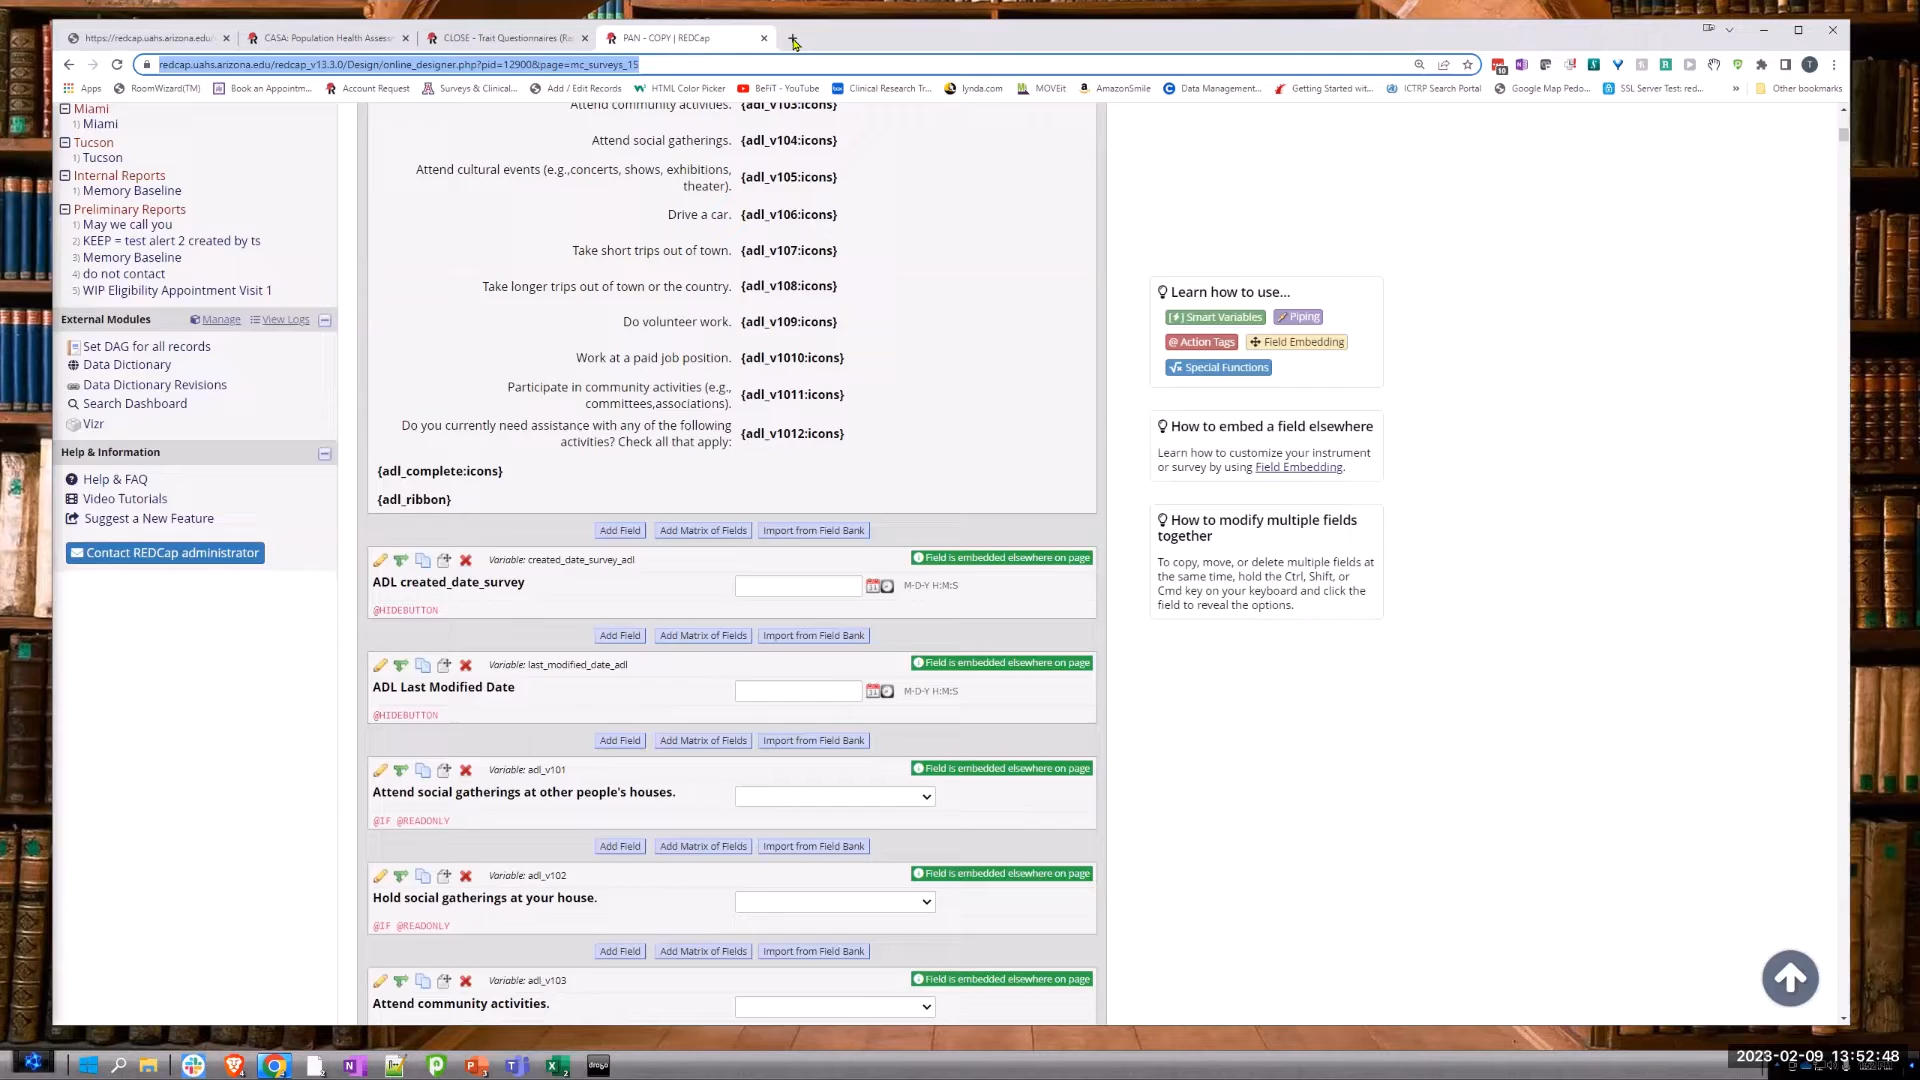 https://redcap.uahs.arizona.edu/
CASA: Population Health Assessm
CLOSE - Trait Questionnaires (Ra
PAN - COPY | REDCap
redcap.uahs.arizona.edu/redcap_v13.3.0/Design/online_designer.php?pid=12900&page=mc_surveys_15
Apps
RoomWizard(TM)
Book an Appointm...
Account Request
Surveys & Clinical...
Add / Edit Records
HTML Color Picker
BeFiT - YouTube
Clinical Research Tr...
lynda.com
MOVEit
AmazonSmile
Data Management...
Getting Started wit...
ICTRP Search Portal
Google Map Pedo...
SSL Server Test: red...
Other bookmarks
Miami
1) Miami
Tucson
1) Tucson
Internal Reports
1) Memory Baseline
Preliminary Reports
1) May we call you
2) KEEP = test alert 2 created by ts
3) Memory Baseline
4) do not contact
5) WIP Eligibility Appointment Visit 1
External Modules Manage View Logs
Set DAG for all records
Data Dictionary
Data Dictionary Revisions
Search Dashboard
Vizr
Help & Information
Help & FAQ
Video Tutorials
Suggest a New Feature
Contact REDCap administrator
Attend community activities. {adl_v103:icons}
Attend social gatherings. {adl_v104:icons}
Attend cultural events (e.g.,concerts, shows, exhibitions,
theater). {adl_v105:icons}
Drive a car. {adl_v106:icons}
Take short trips out of town. {adl_v107:icons}
Take longer trips out of town or the country. {adl_v108:icons}
Do volunteer work. {adl_v109:icons}
Work at a paid job position. {adl_v1010:icons}
Participate in community activities (e.g.,
committees,associations). {adl_v1011:icons}
Do you currently need assistance with any of the following
activities? Check all that apply: {adl_v1012:icons}
{adl_complete:icons}
{adl_ribbon}
Add Field Add Matrix of Fields Import from Field Bank
Variable: created_date_survey_adl Field is embedded elsewhere on page
ADL created_date_survey M-D-Y H:M:S
@HIDEBUTTON
Add Field Add Matrix of Fields Import from Field Bank
Variable: last_modified_date_adl Field is embedded elsewhere on page
ADL Last Modified Date M-D-Y H:M:S
@HIDEBUTTON
Add Field Add Matrix of Fields Import from Field Bank
Variable: adl_v101 Field is embedded elsewhere on page
Attend social gatherings at other people's houses.
@IF @READONLY
Add Field Add Matrix of Fields Import from Field Bank
Variable: adl_v102 Field is embedded elsewhere on page
Hold social gatherings at your house.
@IF @READONLY
Add Field Add Matrix of Fields Import from Field Bank
Variable: adl_v103 Field is embedded elsewhere on page
Attend community activities.
Learn how to use...
Smart Variables Piping
@ Action Tags Field Embedding
Special Functions
How to embed a field elsewhere
Learn how to customize your instrument
or survey by using Field Embedding.
How to modify multiple fields
together
To copy, move, or delete multiple fields at
the same time, hold the Ctrl, Shift, or
Cmd key on your keyboard and click the
field to reveal the options.
2023-02-09 13:52:48